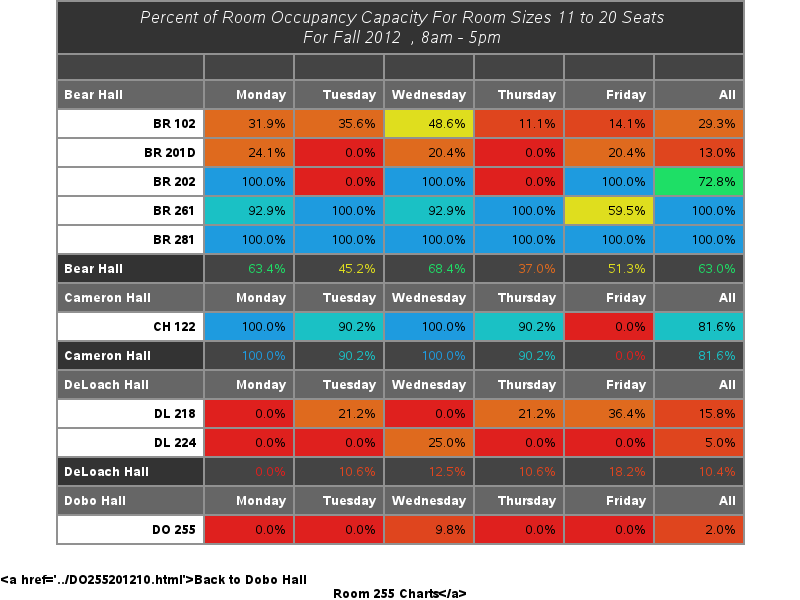 Percent of Room Occupancy Capacity For Room Sizes 11 to 20 Seats
For Fall 2012 , 8am - 5pm
Bear Hall Monday Tuesday Wednesday Thursday Friday All
BR 102 31.9% 35.6% 48.6% 11.1% 14.1% 29.3%
BR 201D 24.1% 0.0% 20.4% 0.0% 20.4% 13.0%
BR 202 100.0% 0.0% 100.0% 0.0% 100.0% 72.8%
BR 261 92.9% 100.0% 92.9% 100.0% 59.5% 100.0%
BR 281 100.0% 100.0% 100.0% 100.0% 100.0% 100.0%
Bear Hall 63.4% 45.2% 68.4% 37.0% 51.3% 63.0%
Cameron Hall Monday Tuesday Wednesday Thursday Friday All
CH 122 100.0% 90.2% 100.0% 90.2% 0.0% 81.6%
Cameron Hall 100.0% 90.2% 100.0% 90.2% 0.0% 81.6%
DeLoach Hall Monday Tuesday Wednesday Thursday Friday All
DL 218 0.0% 21.2% 0.0% 21.2% 36.4% 15.8%
DL 224 0.0% 0.0% 25.0% 0.0% 0.0% 5.0%
DeLoach Hall 0.0% 10.6% 12.5% 10.6% 18.2% 10.4%
Dobo Hall Monday Tuesday Wednesday Thursday Friday All
DO 255 0.0% 0.0% 9.8% 0.0% 0.0% 2.0%
<a href='../DO255201210.html'>Back to Dobo Hall
Room 255 Charts</a>